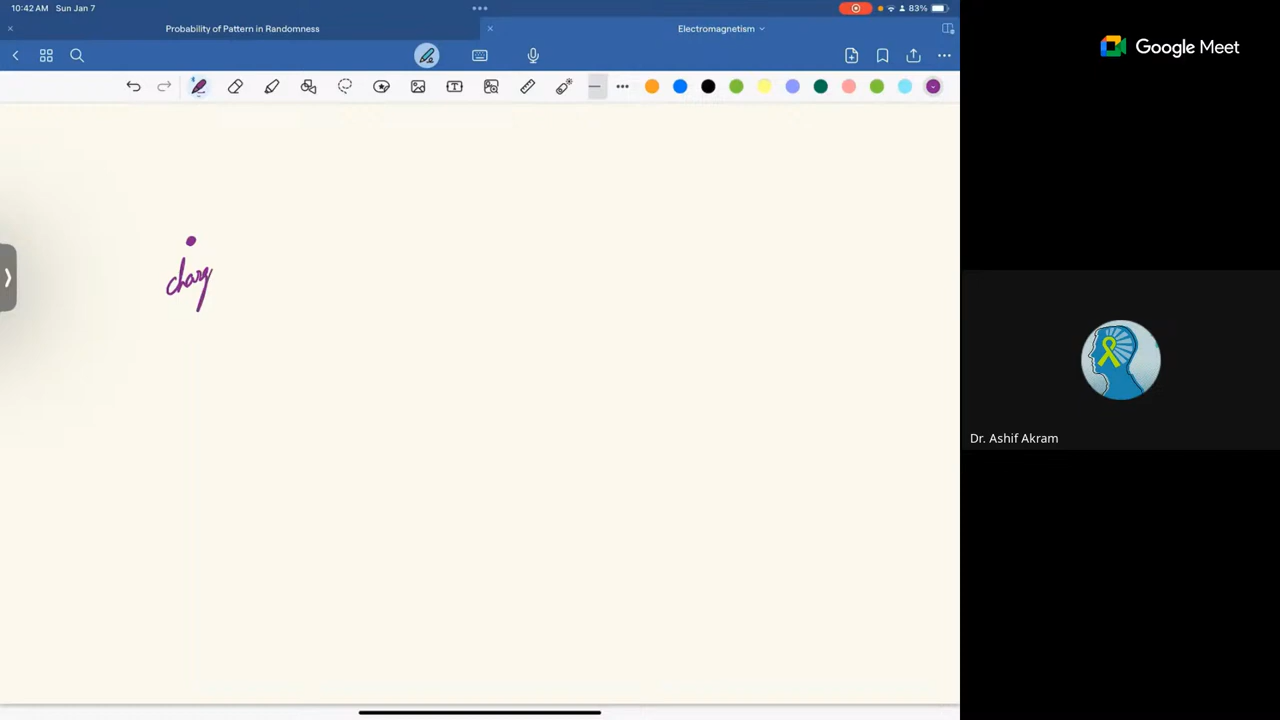 10:42 AM Sun Jan 7
83%
Probability of Pattern in Randomness
Electromagnetism
Google Meet
charg
Dr. Ashif Akram